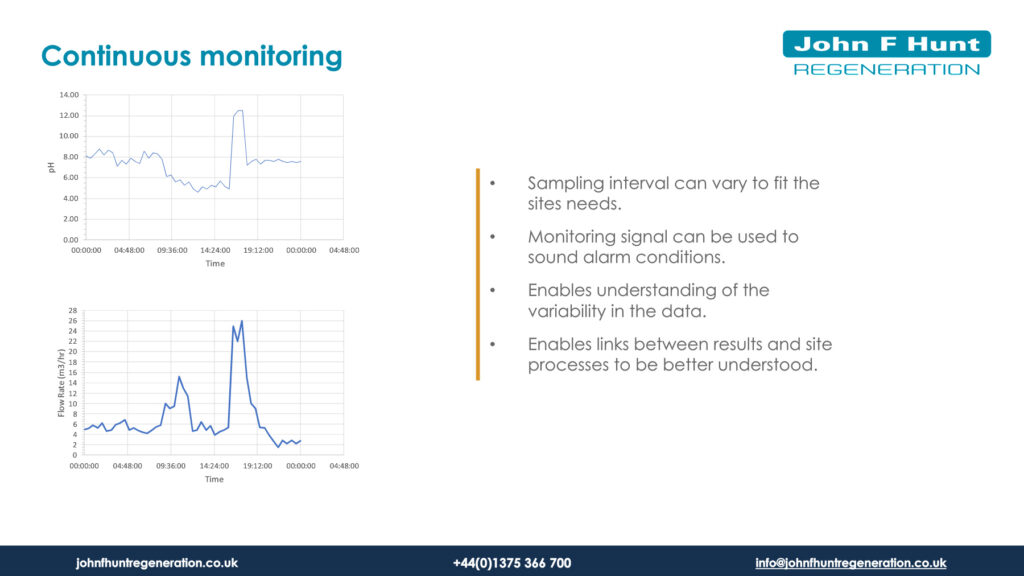 Continuous monitoring
John F Hunt
REGENERATION
14.00
12.00
10.00
8.00
6.00
4.00
2.00
0.00
pH
00:00:00 04:48:00 09:36:00 14:24:00 19:12:00 00:00:00 04:48:00
Time
28
26
24
22
20
18
16
14
12
10
8
6
4
2
0
Flow Rate (m3/hr)
00:00:00 04:48:00 09:36:00 14:24:00 19:12:00 00:00:00 04:48:00
Time
• Sampling interval can vary to fit the
sites needs.
• Monitoring signal can be used to
sound alarm conditions.
• Enables understanding of the
variability in the data.
• Enables links between results and site
processes to be better understood.
johnfhuntregeneration.co.uk
+44(0)1375 366 700
info@johnfhuntregeneration.co.uk